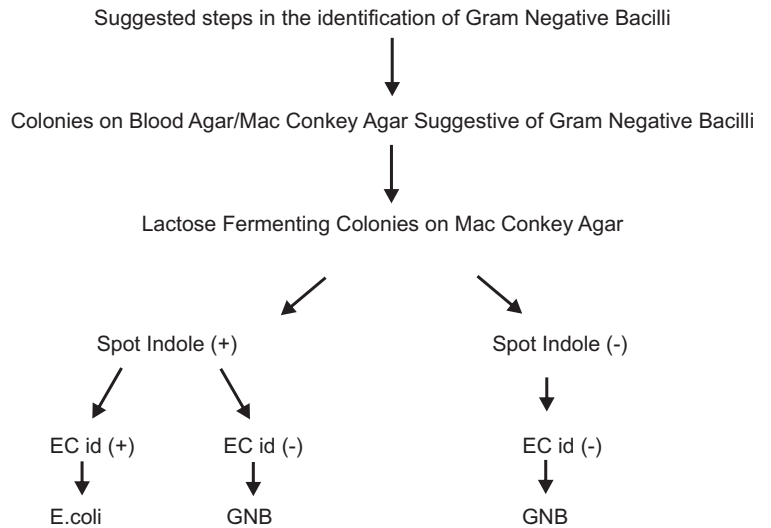 Suggested steps in the identification of Gram Negative Bacilli
Colonies on Blood Agar/Mac Conkey Agar Suggestive of Gram Negative Bacilli
Lactose Fermenting Colonies on Mac Conkey Agar
Spot Indole (+)
Spot Indole (-)
EC id (+)
EC id (-)
EC id (-)
E.coli
GNB
GNB